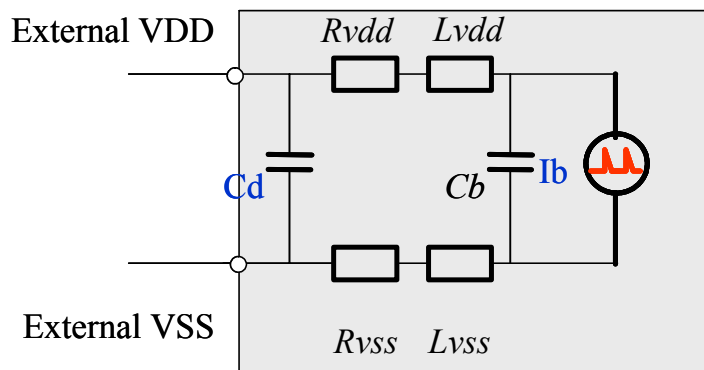 External VDD
Rvdd Lvdd
Cd
Cb
Ib
External VSS
Rvss Lvss